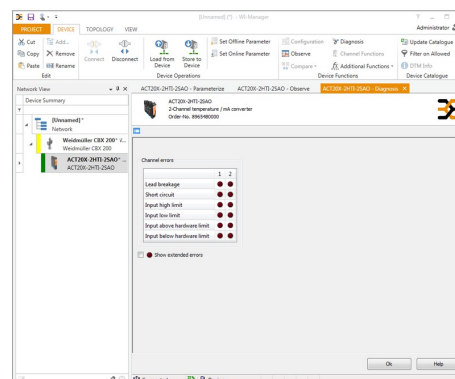 [Unnamed] (*) - WI-Manager
PROJECT DEVICE TOPOLOGY VIEW Administrator
Cut Add... Set Offline Parameter Configuration Diagnosis Update Catalogue
Copy Remove Connect Disconnect Load from Device Store to Device Set Online Parameter Observe Channel Functions Filter on Allowed
Paste Rename Compare Additional Functions DTM Info
Edit Device Operations Device Functions Device Catalogue
Network View
ACT20X-2HTI-2SAO - Parameterize ACT20X-2HTI-2SAO - Observe ACT20X-2HTI-2SAO - Diagnosis
Device Summary
ACT20X-2HTI-2SAO
2-Channel temperature / mA converter
Order-No. 8965480000
[Unnamed]*
Network
Weidmüller CBX 200*
Weidmüller CBX 200
ACT20X-2HTI-2SAO*...
ACT20X-2HTI-2SAO
Channel errors
1 2
Lead breakage
Short circuit
Input high limit
Input low limit
Input above hardware limit
Input below hardware limit
Show extended errors
Ok Help